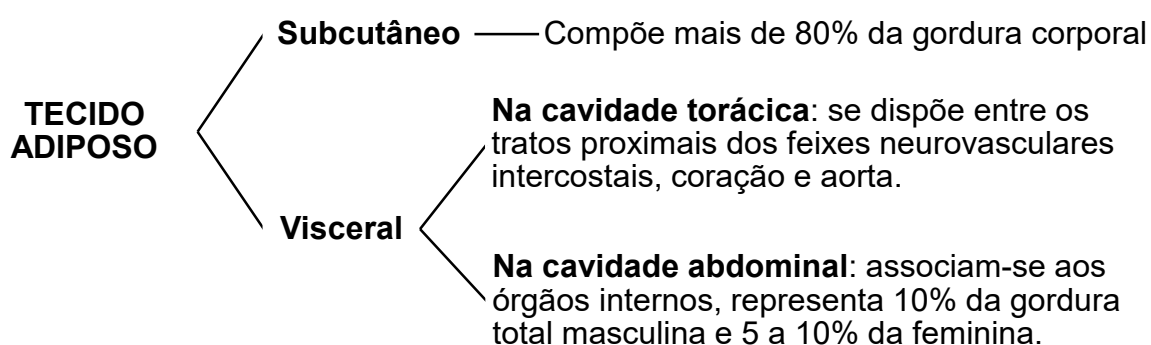 Subcutâneo
Compõe mais de 80% da gordura corporal
TECIDO
ADIPOSO
Na cavidade torácica: se dispõe entre os
tratos proximais dos feixes neurovasculares
intercostais, coração e aorta.
Visceral
Na cavidade abdominal: associam-se aos
órgãos internos, representa 10% da gordura
total masculina e 5 a 10% da feminina.